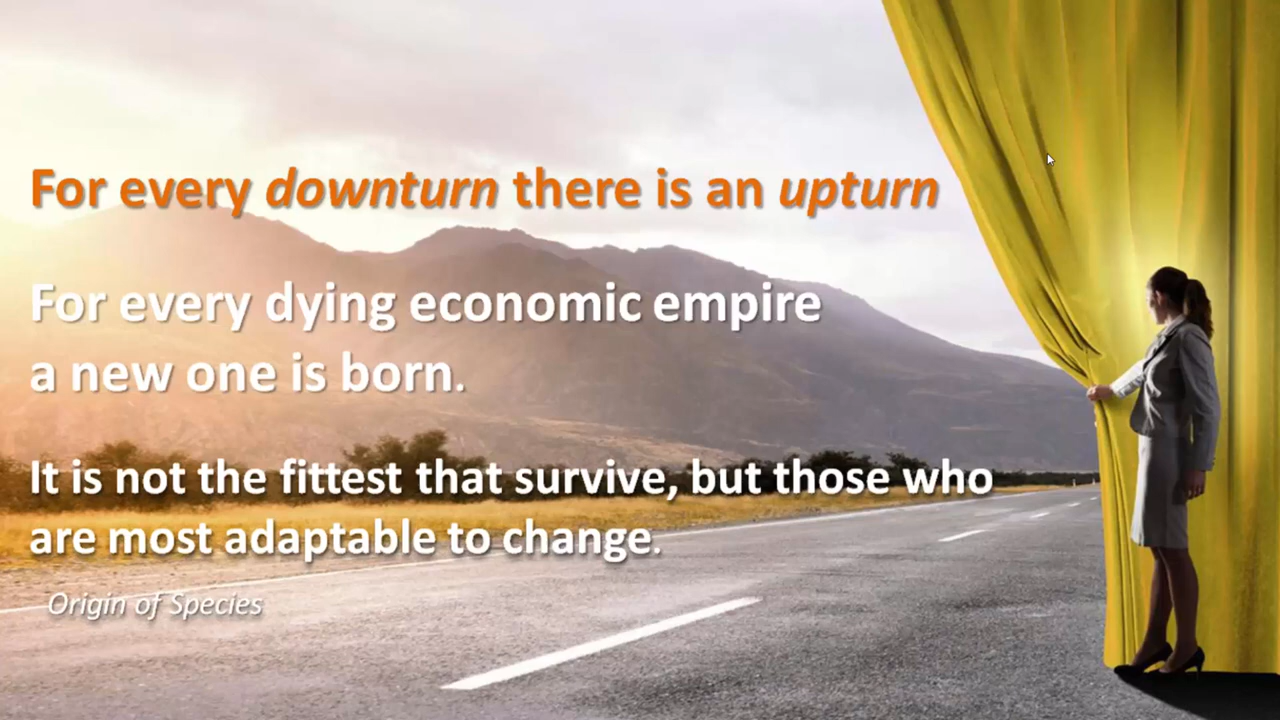 For every downturn there is an upturn
For every dying economic empire
a new one is born.
It is not the fittest that survive, but those who
are most adaptable to change.
Origin of Species